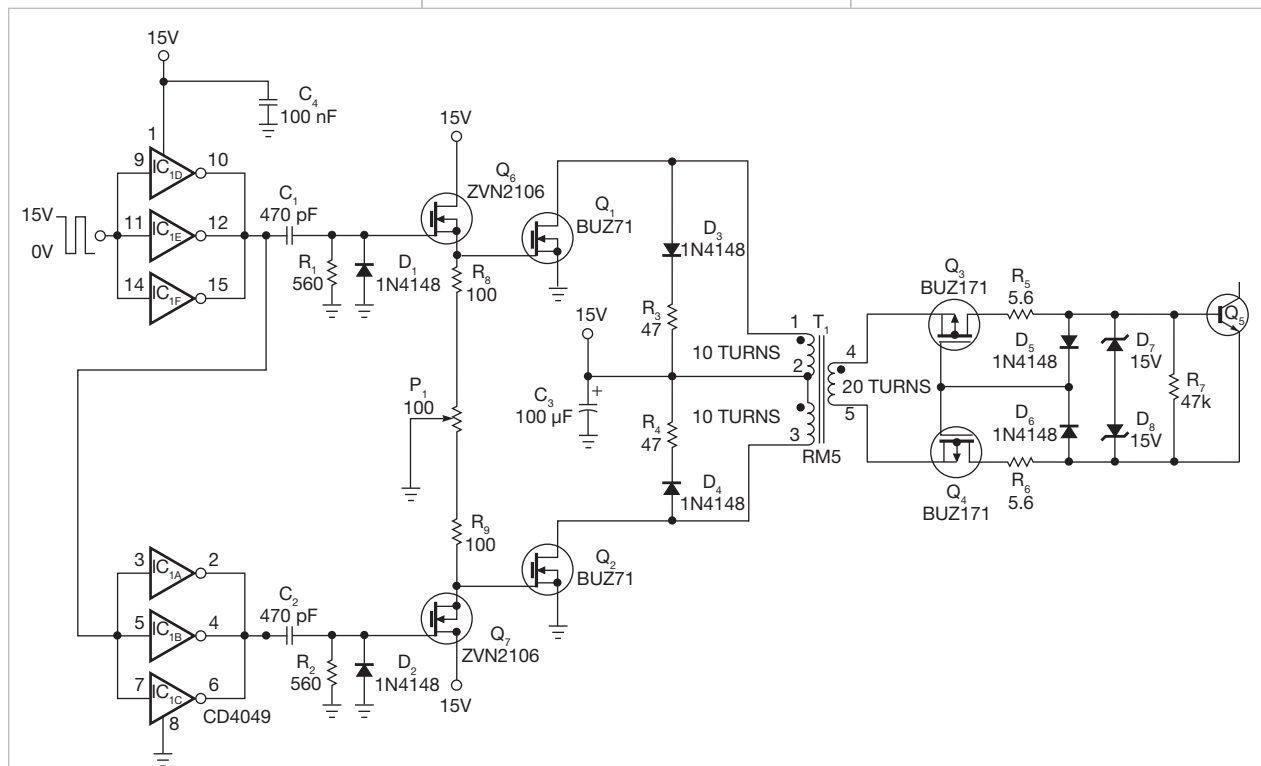 15V
C4
100 nF
1
9
IC1D
10
15V
Q6
ZVN2106
C1
470 pF
Q1
BUZ71
15V
0V
11
IC1E
12
R1
560
D1
1N4148
R8
100
D3
1N4148
14
IC1F
15
R3
47
15V
1
T1
10 TURNS
2
Q3
BUZ171
R5
5.6
Q5
4
20 TURNS
5
D5
1N4148
D7
15V
R7
47k
P1
100
C3
100 µF
+
10 TURNS
R4
47
3
RM5
D6
1N4148
D8
15V
D4
1N4148
Q4
BUZ171
R6
5.6
R9
100
3
IC1A
2
Q2
BUZ71
C2
470 pF
5
IC1B
4
Q7
ZVN2106
R2
560
D2
1N4148
7
IC1C
6
CD4049
8
15V